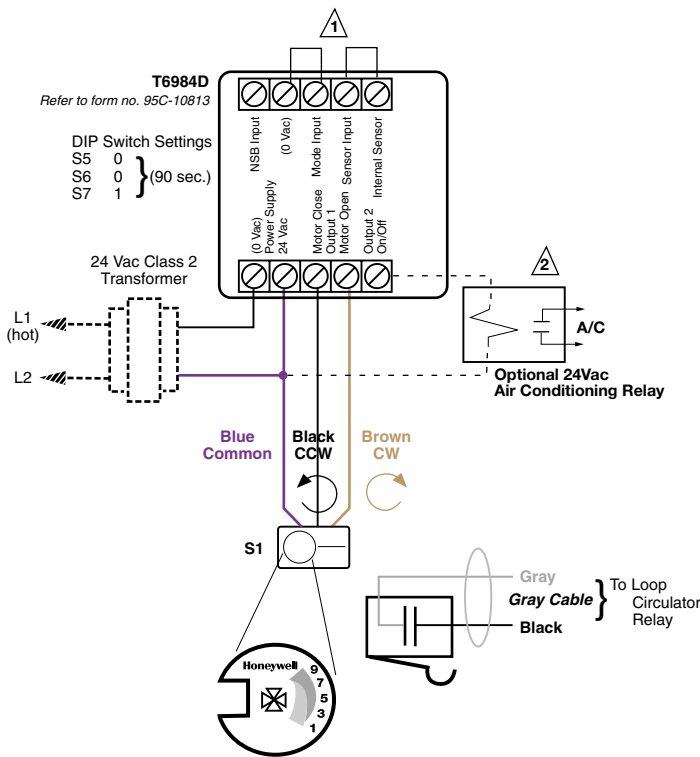 1
T6984D
Refer to form no. 95C-10813
DIP Switch Settings
S5 0
S6 0
S7 1
(90 sec.)
NSB Input
(0 Vac)
Mode Input
Sensor Input
Internal Sensor
(0 Vac)
Power Supply
24 Vac
Motor Close
Output 1
Motor Open
Output 2
On/Off
24 Vac Class 2
Transformer
L1
(hot)
L2
2
A/C
Optional 24Vac
Air Conditioning Relay
Blue
Common
Black
CCW
Brown
CW
S1
Gray
Gray Cable
Black
To Loop
Circulator
Relay
Honeywell
9
7
5
3
1